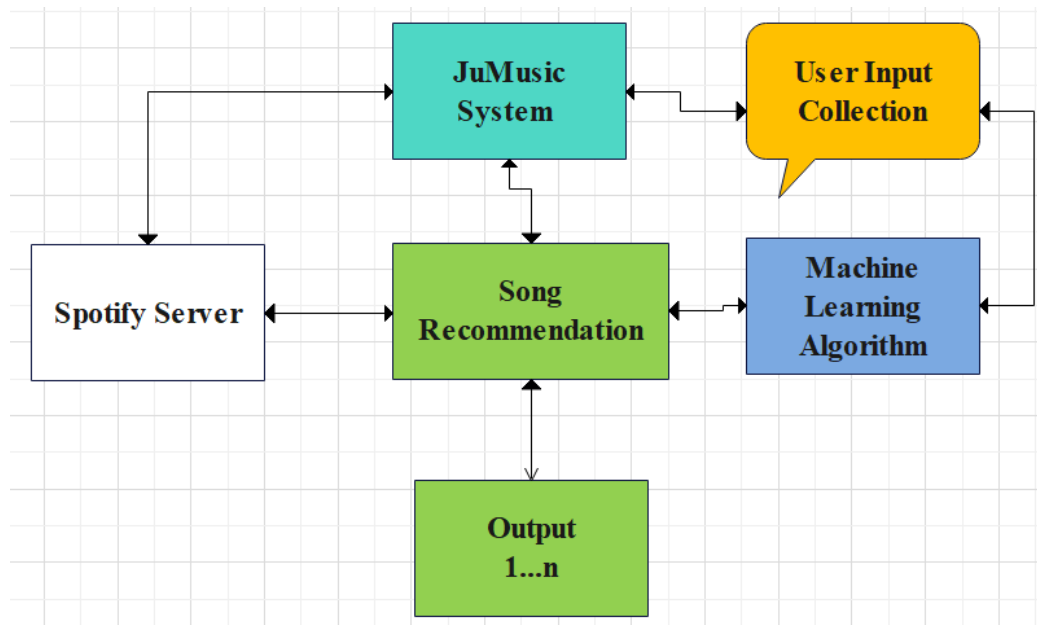 JuMusic
System
User Input
Collection
Spotify Server
Song
Recommendation
Machine
Learning
Algorithm
Output
1...n